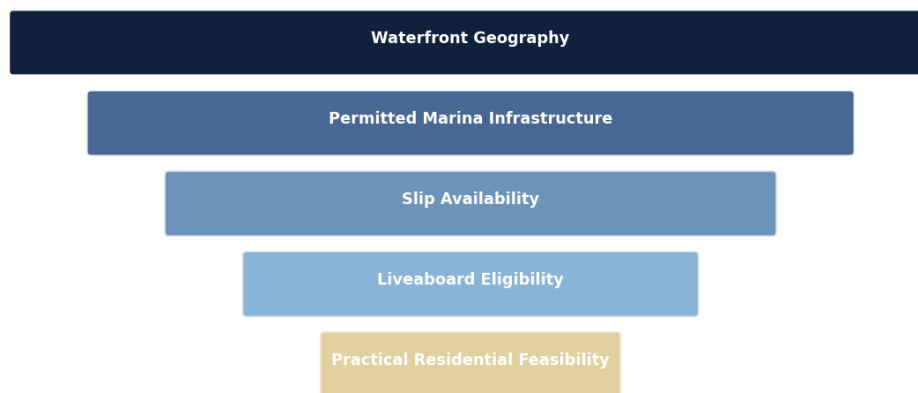 Waterfront Geography
Permitted Marina Infrastructure
Slip Availability
Liveaboard Eligibility
Practical Residential Feasibility